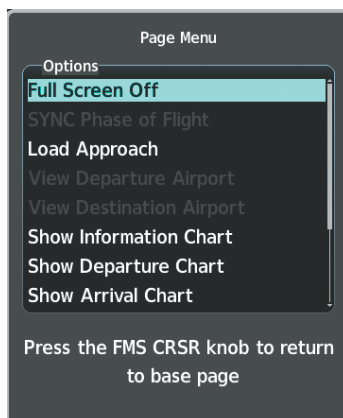 Page Menu
Options
Full Screen Off
SYNC Phase of Flight
Load Approach
View Departure Airport
View Destination Airport
Show Information Chart
Show Departure Chart
Show Arrival Chart
Press the FMS CRSR knob to return
to base page